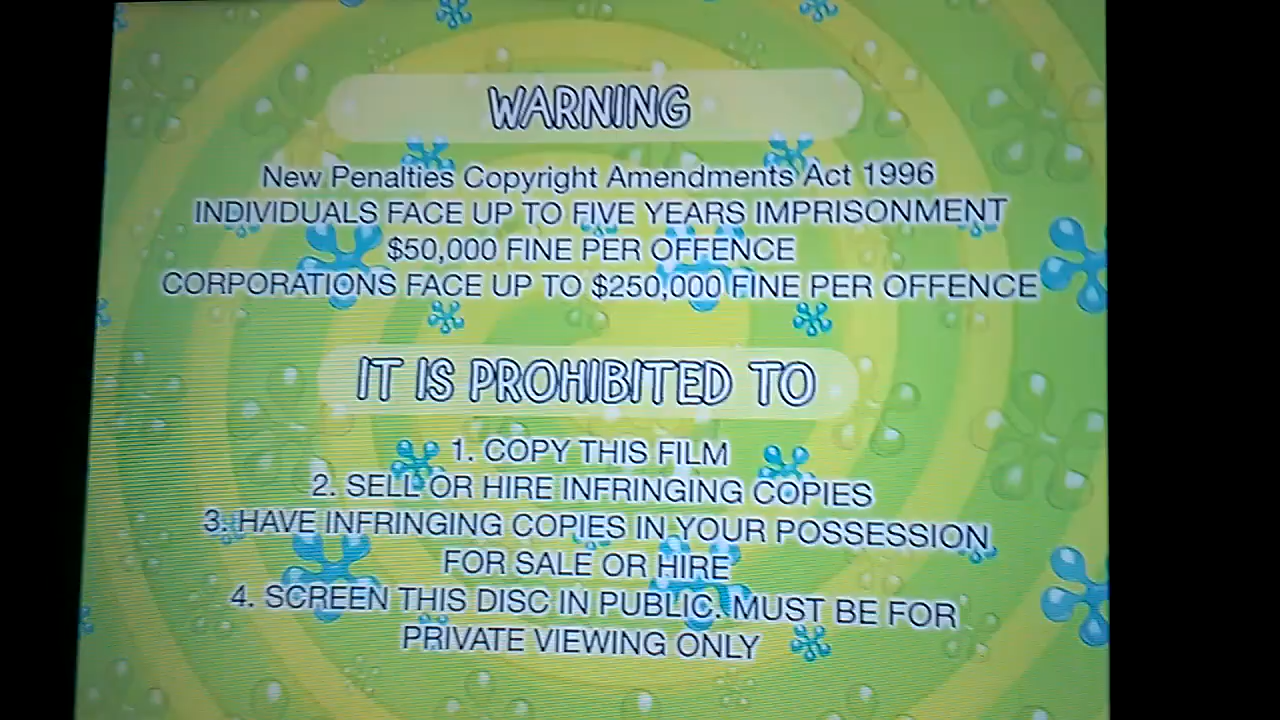 WARNING
New Penalties Copyright Amendments Act 1996
INDIVIDUALS FACE UP TO FIVE YEARS IMPRISONMENT
$50,000 FINE PER OFFENCE
CORPORATIONS FACE UP TO $250,000 FINE PER OFFENCE
IT IS PROHIBITED TO
1. COPY THIS FILM
2. SELL OR HIRE INFRINGING COPIES
3. HAVE INFRINGING COPIES IN YOUR POSSESSION
FOR SALE OR HIRE
4. SCREEN THIS DISC IN PUBLIC. MUST BE FOR
PRIVATE VIEWING ONLY